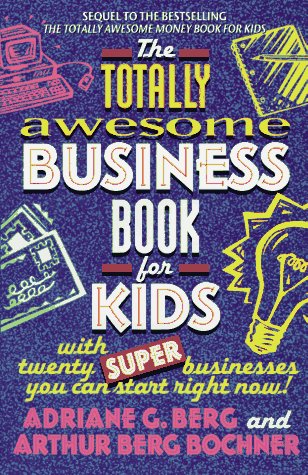 SEQUEL TO THE BESTSELLING
THE TOTALLY AWESOME MONEY BOOK FOR KIDS
The
TOTALLY
awesome
BUSINESS
BOOK
for
KIDS
with
twenty SUPER businesses
you can start right now!
ADRIANE G. BERG and
ARTHUR BERG BOCHNER